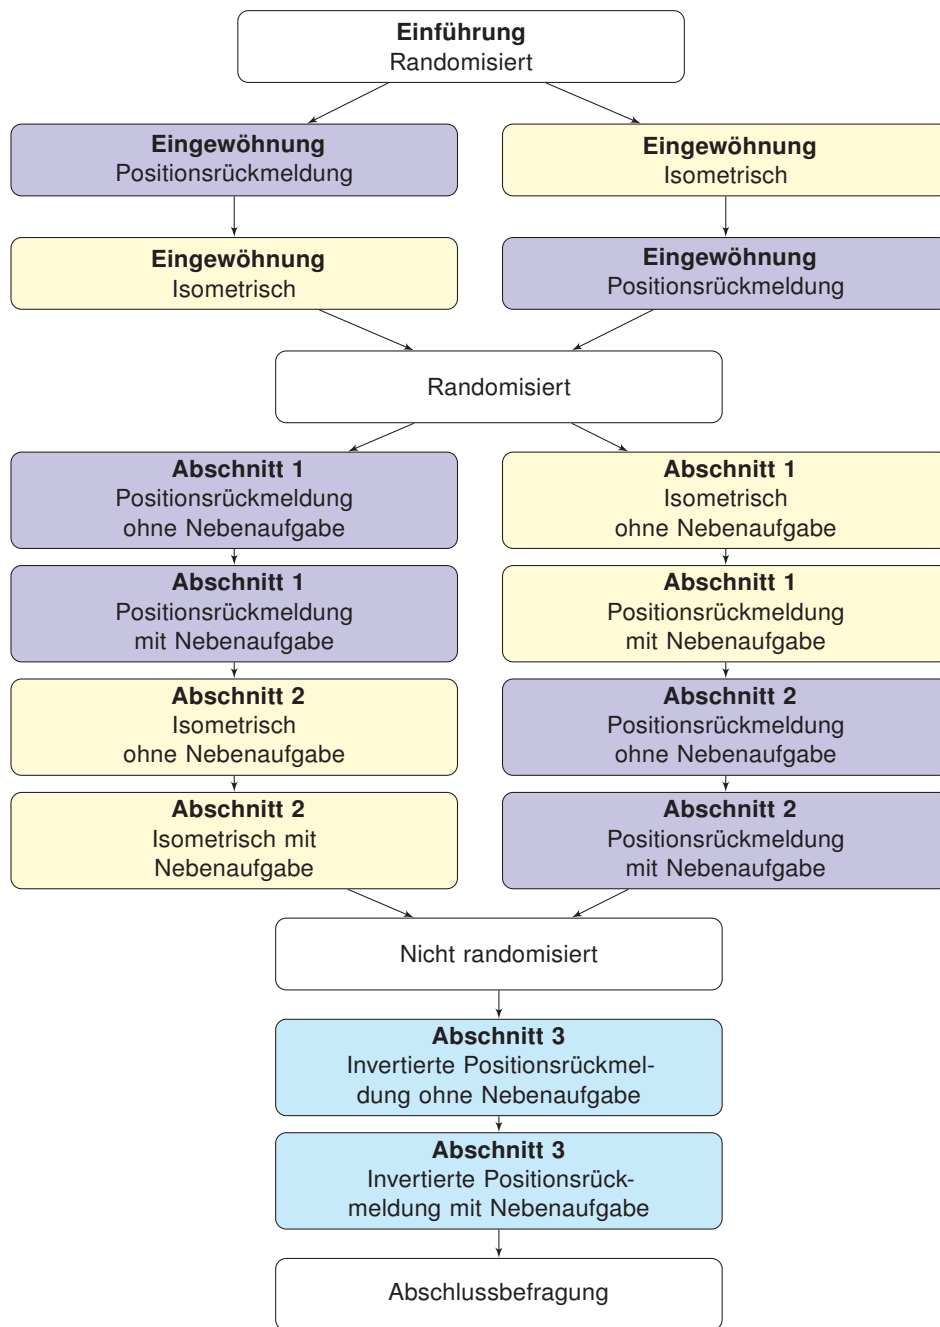 Einführung
Randomisiert
Eingewöhnung
Positionsrückmeldung
Eingewöhnung
Isometrisch
Eingewöhnung
Isometrisch
Eingewöhnung
Positionsrückmeldung
Randomisiert
Abschnitt 1
Positionsrückmeldung
ohne Nebenaufgabe
Abschnitt 1
Isometrisch
ohne Nebenaufgabe
Abschnitt 1
Positionsrückmeldung
mit Nebenaufgabe
Abschnitt 1
Positionsrückmeldung
mit Nebenaufgabe
Abschnitt 2
Isometrisch
ohne Nebenaufgabe
Abschnitt 2
Positionsrückmeldung
ohne Nebenaufgabe
Abschnitt 2
Isometrisch mit
Nebenaufgabe
Abschnitt 2
Positionsrückmeldung
mit Nebenaufgabe
Nicht randomisiert
Abschnitt 3
Invertierte Positionsrückmel-
dung ohne Nebenaufgabe
Abschnitt 3
Invertierte Positionsrück-
meldung mit Nebenaufgabe
Abschlussbefragung